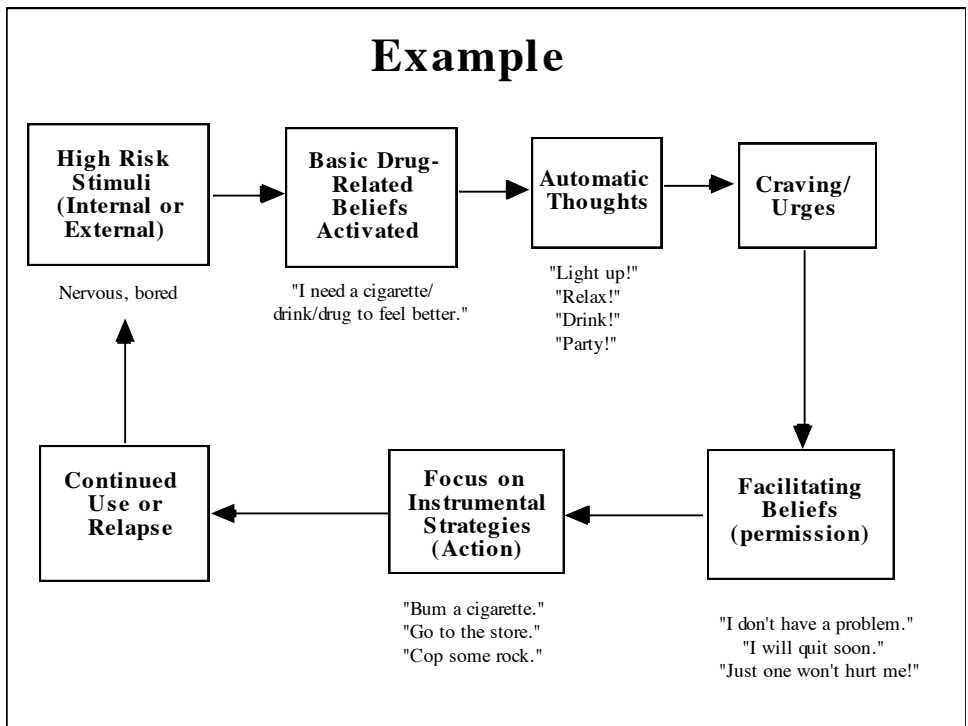 Example
High Risk
Stimuli
(Internal or
External)
Basic Drug-
Related
Beliefs
Activated
Automatic
Thoughts
Craving/
Urges
Nervous, bored
"I need a cigarette/
drink/drug to feel better."
"Light up!"
"Relax!"
"Drink!"
"Party!"
Continued
Use or
Relapse
Focus on
Instrumental
Strategies
(Action)
Facilitating
Beliefs
(permission)
"Bum a cigarette."
"Go to the store."
"Cop some rock."
"I don't have a problem."
"I will quit soon."
"Just one won't hurt me!"